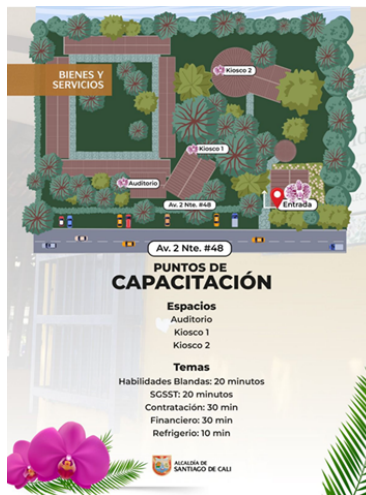 BIENES Y
SERVICIOS
Kiosco 2
Kiosco 1
Auditorio
Av. 2 Nte. #48
Entrada
Av. 2 Nte. #48
PUNTOS DE
CAPACITACIÓN
Espacios
Auditorio
Kiosco 1
Kiosco 2
Temas
Habilidades Blandas: 20 minutos
SGSST: 20 minutos
Contratación: 30 min
Financiero: 30 min
Refrigerio: 10 min
ALCALDÍA DE
SANTIAGO DE CALI